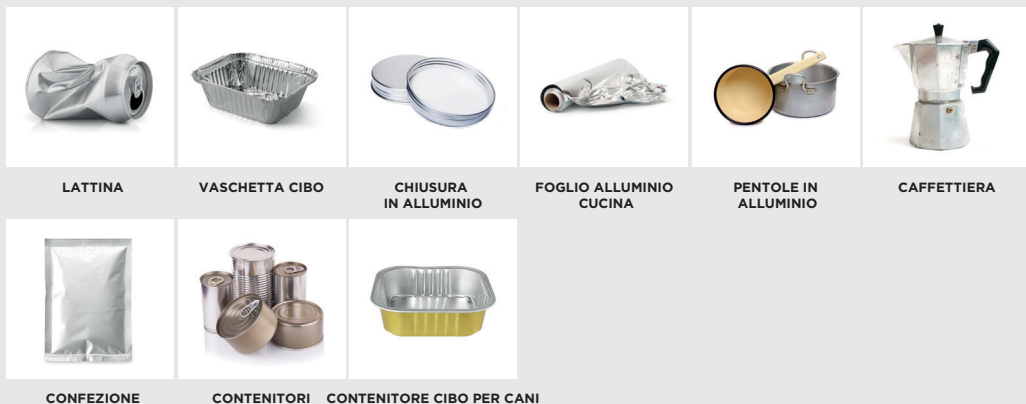 LATTINA
VASCHETTA CIBO
CHIUSURA
IN ALLUMINIO
FOGLIO ALLUMINIO
CUCINA
PENTOLE IN
ALLUMINIO
CAFFETTIERA
CONFEZIONE
CONTENITORI
CONTENITORE CIBO PER CANI